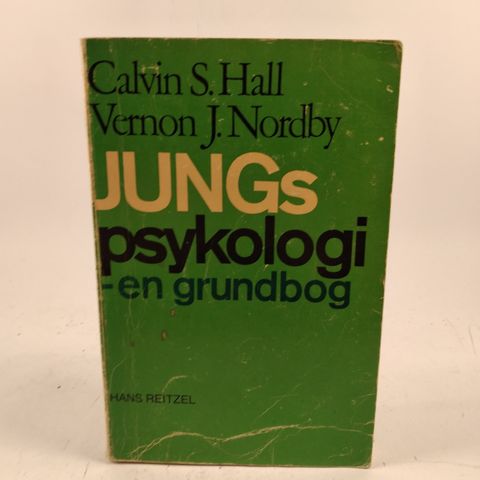 Calvin S. Hall
Vernon J. Nordby
JUNGs
psykologi
-en grundbog
HANS REITZEL